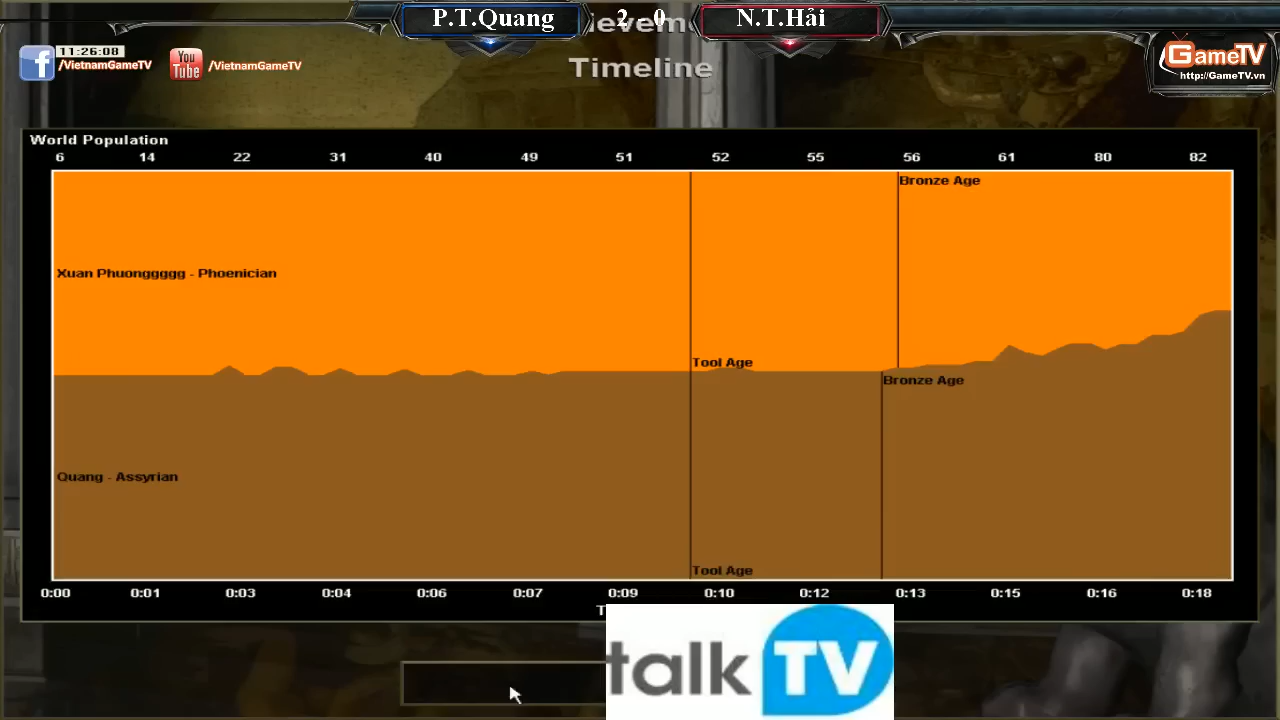 P.T.Quang 2 - 0 N.T.Hải
11:26:08
f /VietnamGameTV
You Tube /VietnamGameTV
GameTV
http://GameTV.vn
Timeline
World Population
6 14 22 31 40 49 51 52 55 56 61 80 82
Bronze Age
Xuan Phuonggggg - Phoenician
Tool Age
Bronze Age
Quang - Assyrian
Tool Age
0:00 0:01 0:03 0:04 0:06 0:07 0:09 0:10 0:12 0:13 0:15 0:16 0:18
talk TV